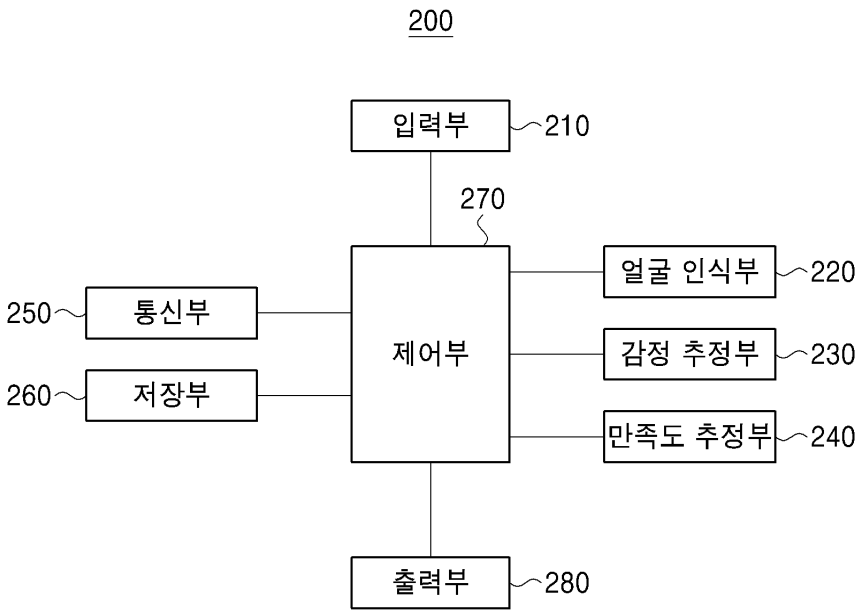 200
입력부 210
270
얼굴 인식부 220
250 통신부
제어부
감정 추정부 230
260 저장부
만족도 추정부 240
출력부 280